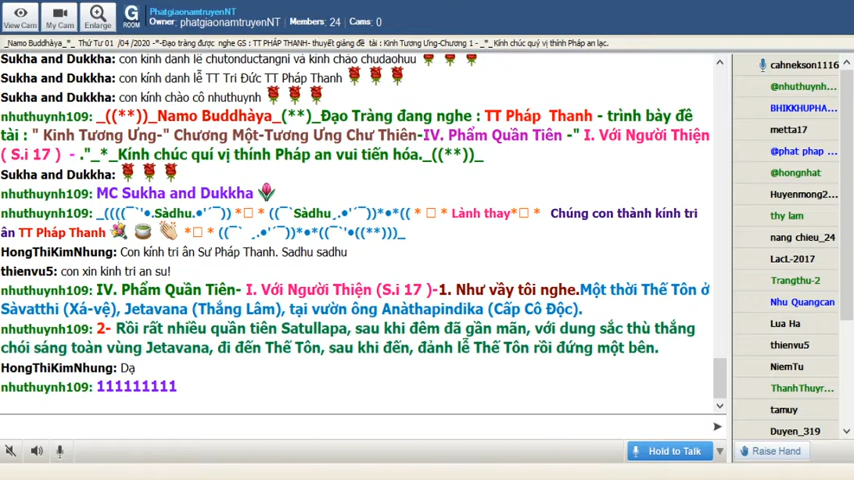 PhatgiaonamtruyenNT
Owner: phatgiaonamtruyenNT | Members: 24 | Cams: 0
View Cam
My Cam
Enlarge
G
ROOM
_Namo Buddhàya_*_ Thứ Tư 01 /04 /2020 -*-Đạo tràng được nghe GS : TT PHÁP THANH- thuyết giảng đề tài : Kinh Tương Ưng-Chương 1 - _*_ Kính chúc quý vị thính Pháp an lạc.
Sukha and Dukkha: con kính đanh lễ chutonductangni và kính chào chudaohuu
Sukha and Dukkha: con kính danh lễ TT Tri Đức TT Pháp Thanh
Sukha and Dukkha: con kính chào cô nhuthuynh
nhuthuynh109: _((**))_Namo Buddhàya_(**)_Đạo Tràng đang nghe : TT Pháp Thanh - trình bày đề
tài : " Kinh Tương Ưng-" Chương Một-Tương Ưng Chư Thiên-IV. Phẩm Quần Tiên -" I. Với Người Thiện
( S.i 17 ) - ."_*_Kính chúc quí vị thính Pháp an vui tiến hóa._((**))_
Sukha and Dukkha:
nhuthuynh109: MC Sukha and Dukkha
nhuthuynh109: _((((¯`'•.Sàdhu.•'´¯)) *□ * ((¯`Sàdhu¸.•'´¯))*•*(( * □ * Lành thay*□ * Chúng con thành kính tri
ân TT Pháp Thanh *□ * ((¯` ¸.•'´¯))*•*((¯`'•((**)))_
HongThiKimNhung: Con kính tri ân Sư Pháp Thanh. Sadhu sadhu
thienvu5: con xin kinh tri an su!
nhuthuynh109: IV. Phẩm Quần Tiên- I. Với Người Thiện (S.i 17 )-1. Như vầy tôi nghe.Một thời Thế Tôn ở
Sàvatthi (Xá-vệ), Jetavana (Thắng Lâm), tại vườn ông Anàthapindika (Cấp Cô Độc).
nhuthuynh109: 2- Rồi rất nhiều quần tiên Satullapa, sau khi đêm đã gần mãn, với dung sắc thù thắng
chói sáng toàn vùng Jetavana, đi đến Thế Tôn, sau khi đến, đảnh lễ Thế Tôn rồi đứng một bên.
HongThiKimNhung: Dạ
nhuthuynh109: 111111111
cahnekson1116
@nhuthuynh..
BHIKKHUPHA..
metta17
@phat phap ..
@hongnhat
Huyenmong2...
thy lam
nang chieu_24
LacL-2017
Trangthu-2
Nhu Quangcan
Lua Ha
thienvu5
NiemTu
ThanhThuyr...
tamuy
Duyen_319
Hold to Talk
Raise Hand